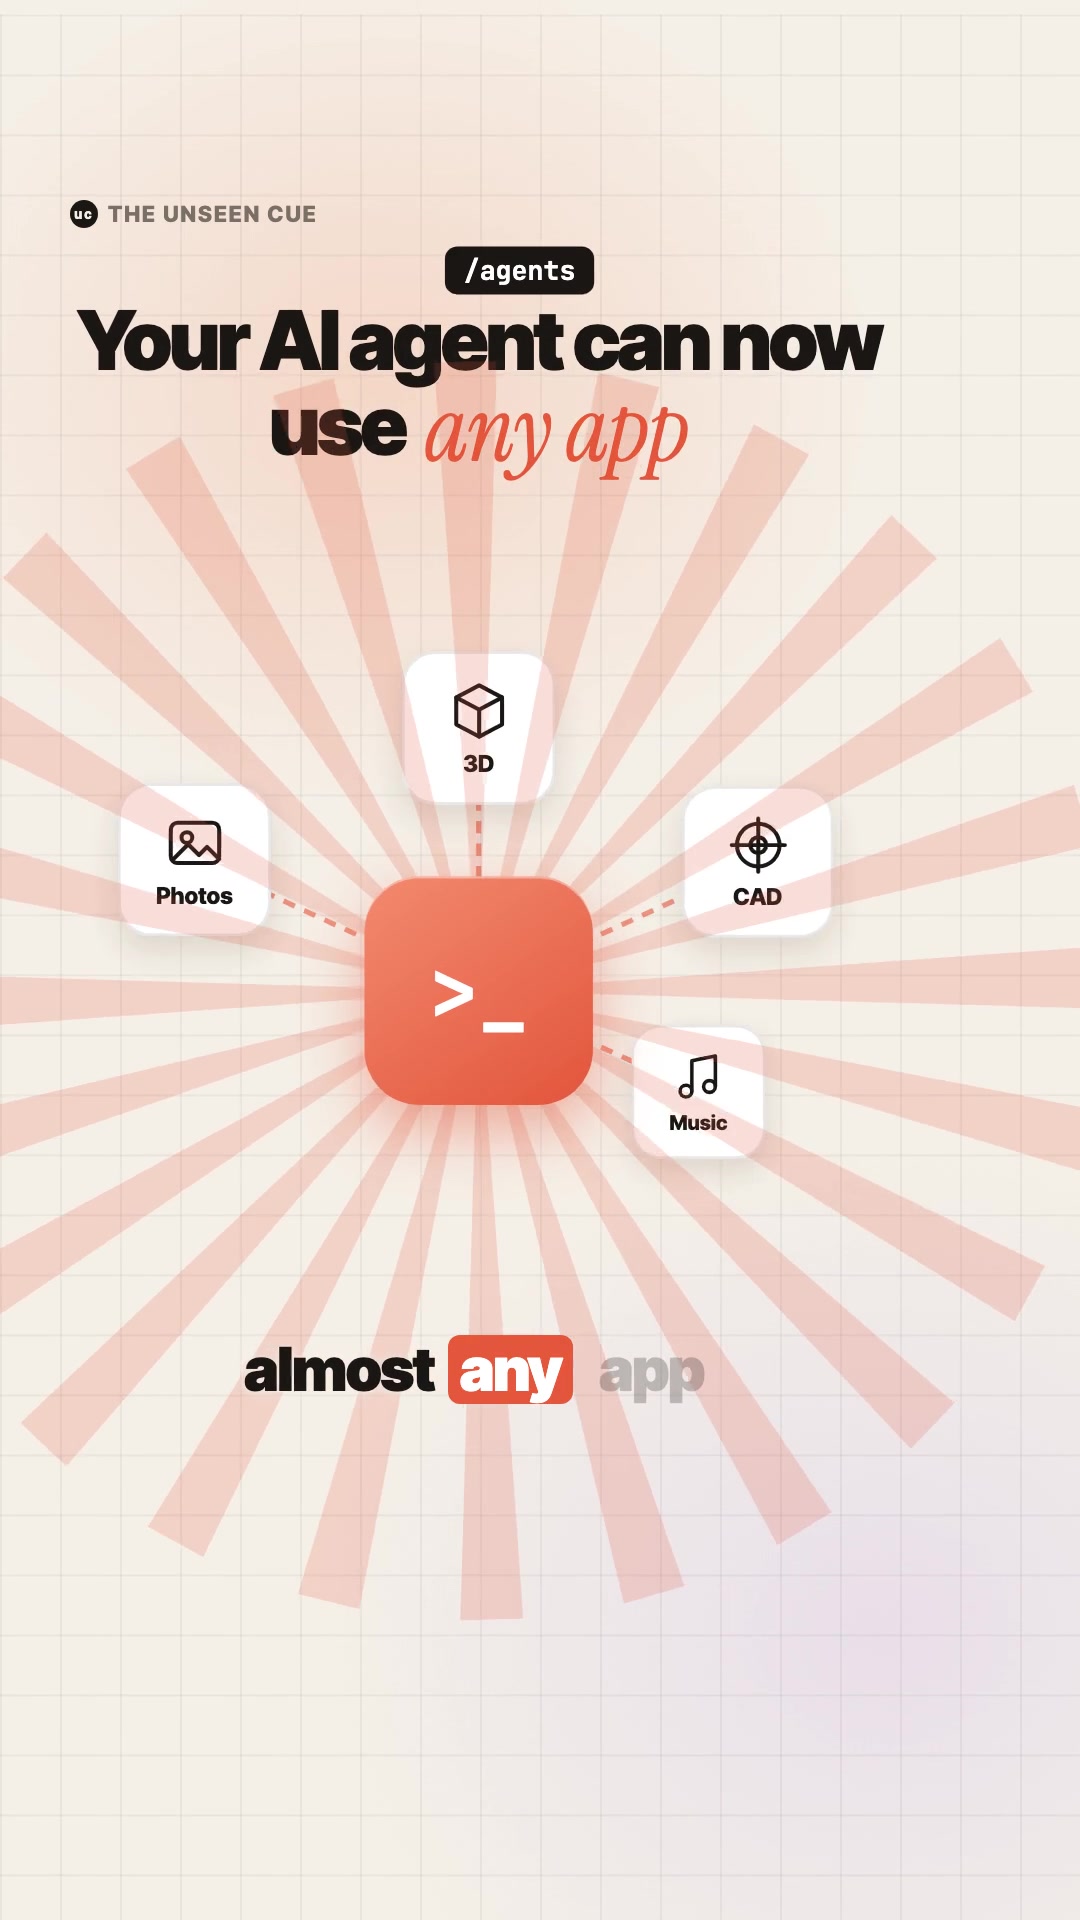 uc THE UNSEEN CUE
/agents
Your AI agent can now
use any app
3D
Photos
CAD
>_
Music
almost any app